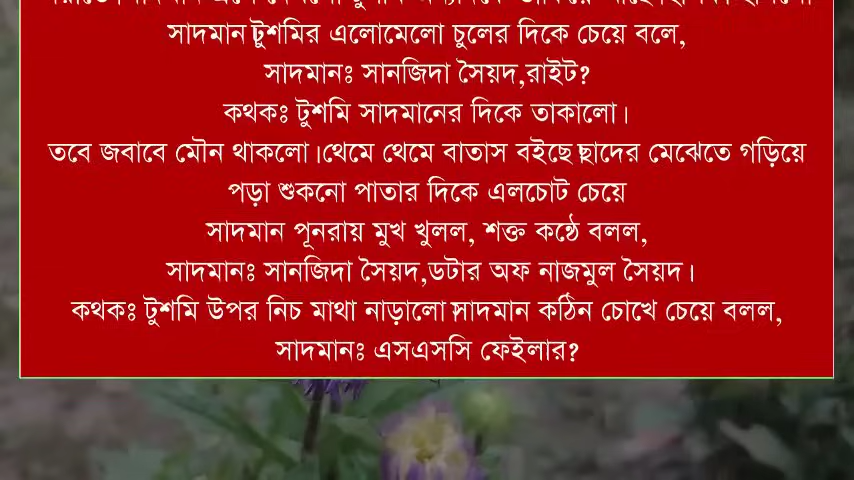 সাদমান টুশমির এলোমেলো চুলের দিকে চেয়ে বলে,
সাদমানঃ সানজিদা সৈয়দ,রাইট?
কথকঃ টুশমি সাদমানের দিকে তাকালো।
তবে জবাবে মৌন থাকলো।থেমে থেমে বাতাস বইছে ছাদের মেঝেতে গড়িয়ে
পড়া শুকনো পাতার দিকে এলচোট চেয়ে
সাদমান পূনরায় মুখ খুলল, শক্ত কন্ঠে বলল,
সাদমানঃ সানজিদা সৈয়দ,ডটার অফ নাজমুল সৈয়দ।
কথকঃ টুশমি উপর নিচ মাথা নাড়ালো সাদমান কঠিন চোখে চেয়ে বলল,
সাদমানঃ এসএসসি ফেইলার?